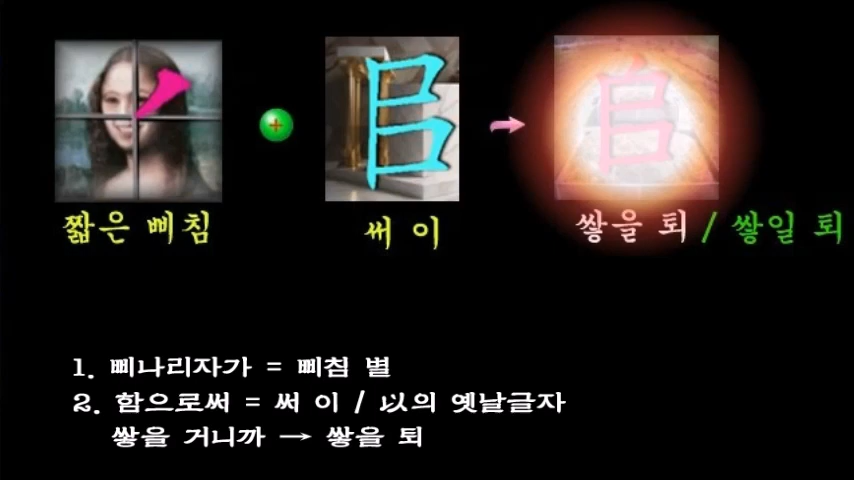 㠯 𠂤
짧은 삐침 써 이 쌓을 퇴 / 쌓일 퇴
1. 삐나리자가 = 삐침 별
2. 함으로써 = 써 이 / 以의 옛날글자
쌓을 거니까 → 쌓을 퇴